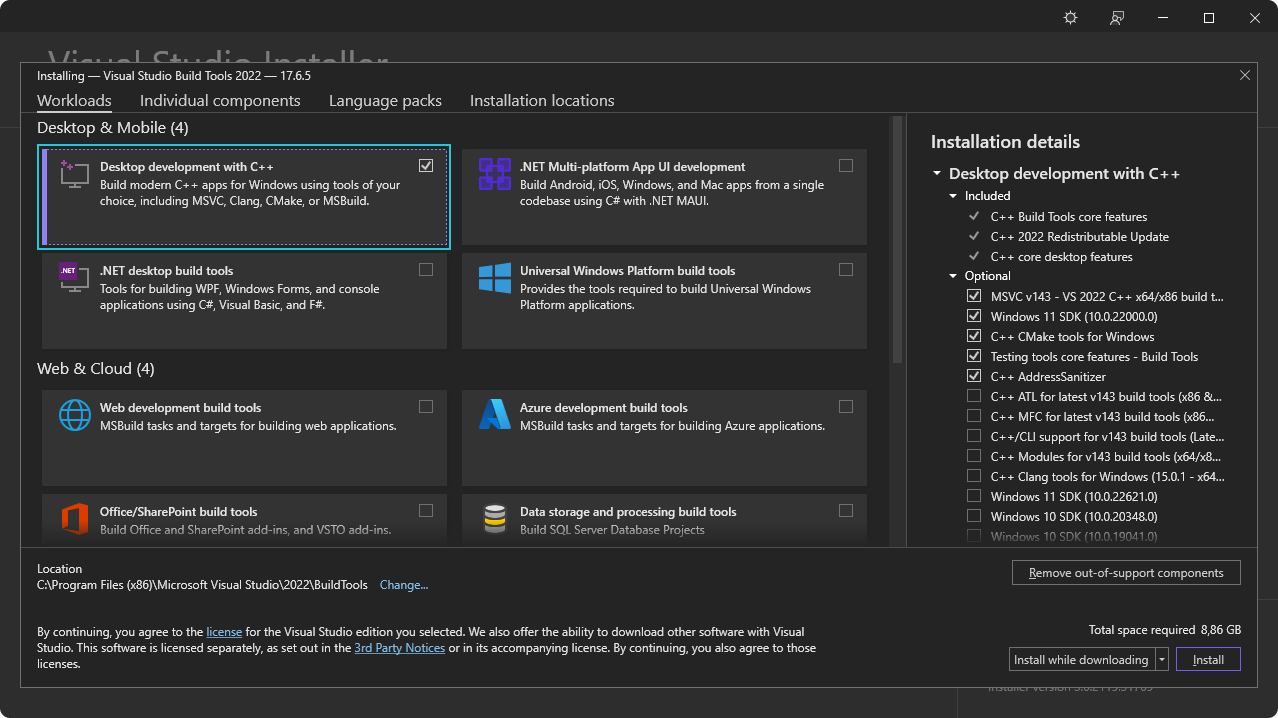 Visual Studio Installer
Installing — Visual Studio Build Tools 2022 — 17.6.5
Workloads
Individual components
Language packs
Installation locations
Desktop & Mobile (4)
Desktop development with C++
Build modern C++ apps for Windows using tools of your
choice, including MSVC, Clang, CMake, or MSBuild.
.NET Multi-platform App UI development
Build Android, iOS, Windows, and Mac apps from a single
codebase using C# with .NET MAUI.
.NET
.NET desktop build tools
Tools for building WPF, Windows Forms, and console
applications using C#, Visual Basic, and F#.
Universal Windows Platform build tools
Provides the tools required to build Universal Windows
Platform applications.
Web & Cloud (4)
Web development build tools
MSBuild tasks and targets for building web applications.
Azure development build tools
MSBuild tasks and targets for building Azure applications.
Office/SharePoint build tools
Build Office and SharePoint add-ins, and VSTO add-ins.
Data storage and processing build tools
Build SQL Server Database Projects
Installation details
Desktop development with C++
Included
C++ Build Tools core features
C++ 2022 Redistributable Update
C++ core desktop features
Optional
MSVC v143 - VS 2022 C++ x64/x86 build t...
Windows 11 SDK (10.0.22000.0)
C++ CMake tools for Windows
Testing tools core features - Build Tools
C++ AddressSanitizer
C++ ATL for latest v143 build tools (x86 &...
C++ MFC for latest v143 build tools (x86...
C++/CLI support for v143 build tools (Late...
C++ Modules for v143 build tools (x64/x8...
C++ Clang tools for Windows (15.0.1 - x64...
Windows 11 SDK (10.0.22621.0)
Windows 10 SDK (10.0.20348.0)
Windows 10 SDK (10.0.19041.0)
Location
C:\Program Files (x86)\Microsoft Visual Studio\2022\BuildTools Change...
Remove out-of-support components
By continuing, you agree to the license for the Visual Studio edition you selected. We also offer the ability to download other software with Visual
Studio. This software is licensed separately, as set out in the 3rd Party Notices or in its accompanying license. By continuing, you also agree to those
licenses.
Total space required 8,86 GB
Install while downloading
Install
Installer version